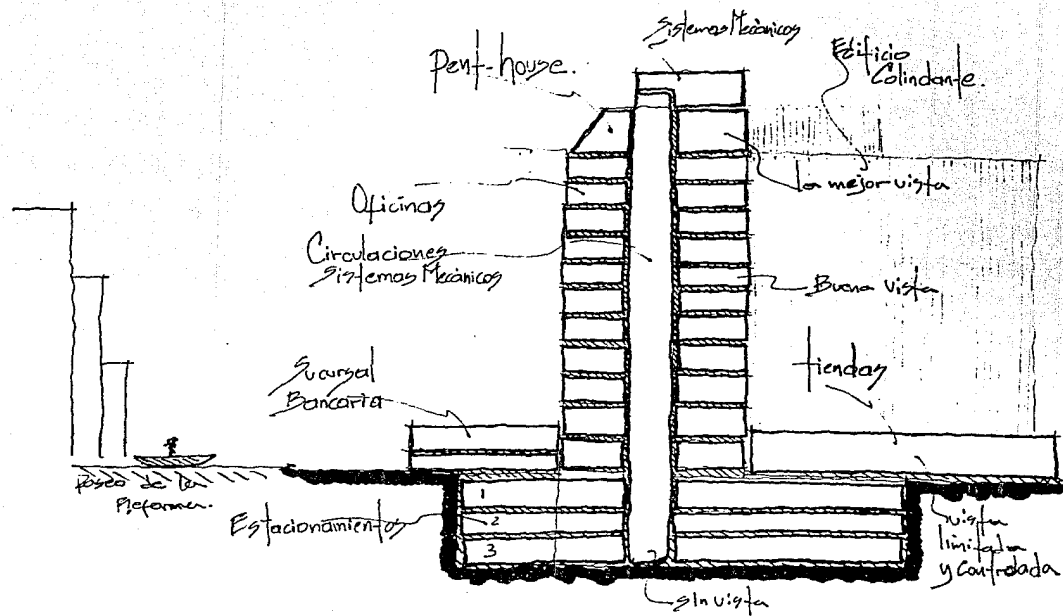 Sistemas Mecánicos
Pent-house.
Edificio
Colindante.
la mejor vista
Oficinas
Circulaciones
Sistemas Mecánicos
Buena vista
tiendas
Sucursal
Bancaria
Paseo de la
Reforma.
Estacionamientos
1
2
3
vista
limitada
y controlada
sin vista